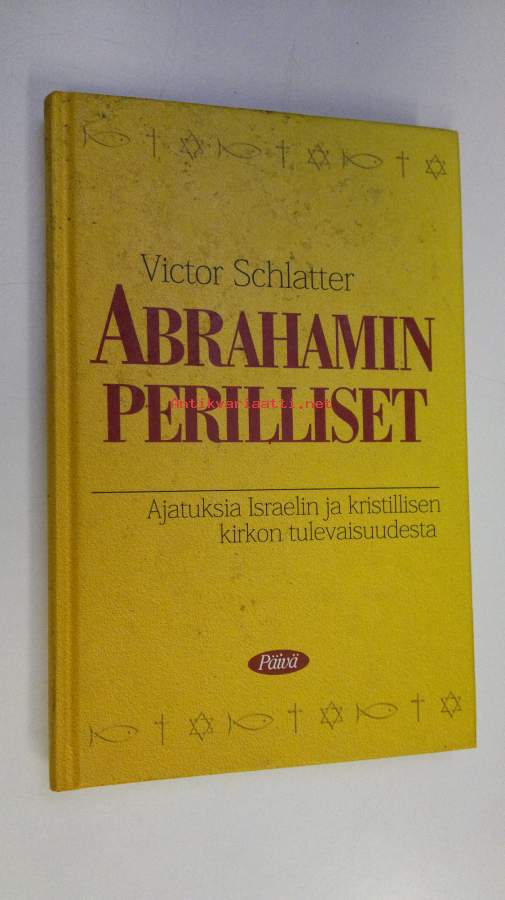 Victor Schlatter
ABRAHAMIN
Antikvariaatti.net
PERILLISET
Ajatuksia Israelin ja kristillisen
kirkon tulevaisuudesta
Päivä